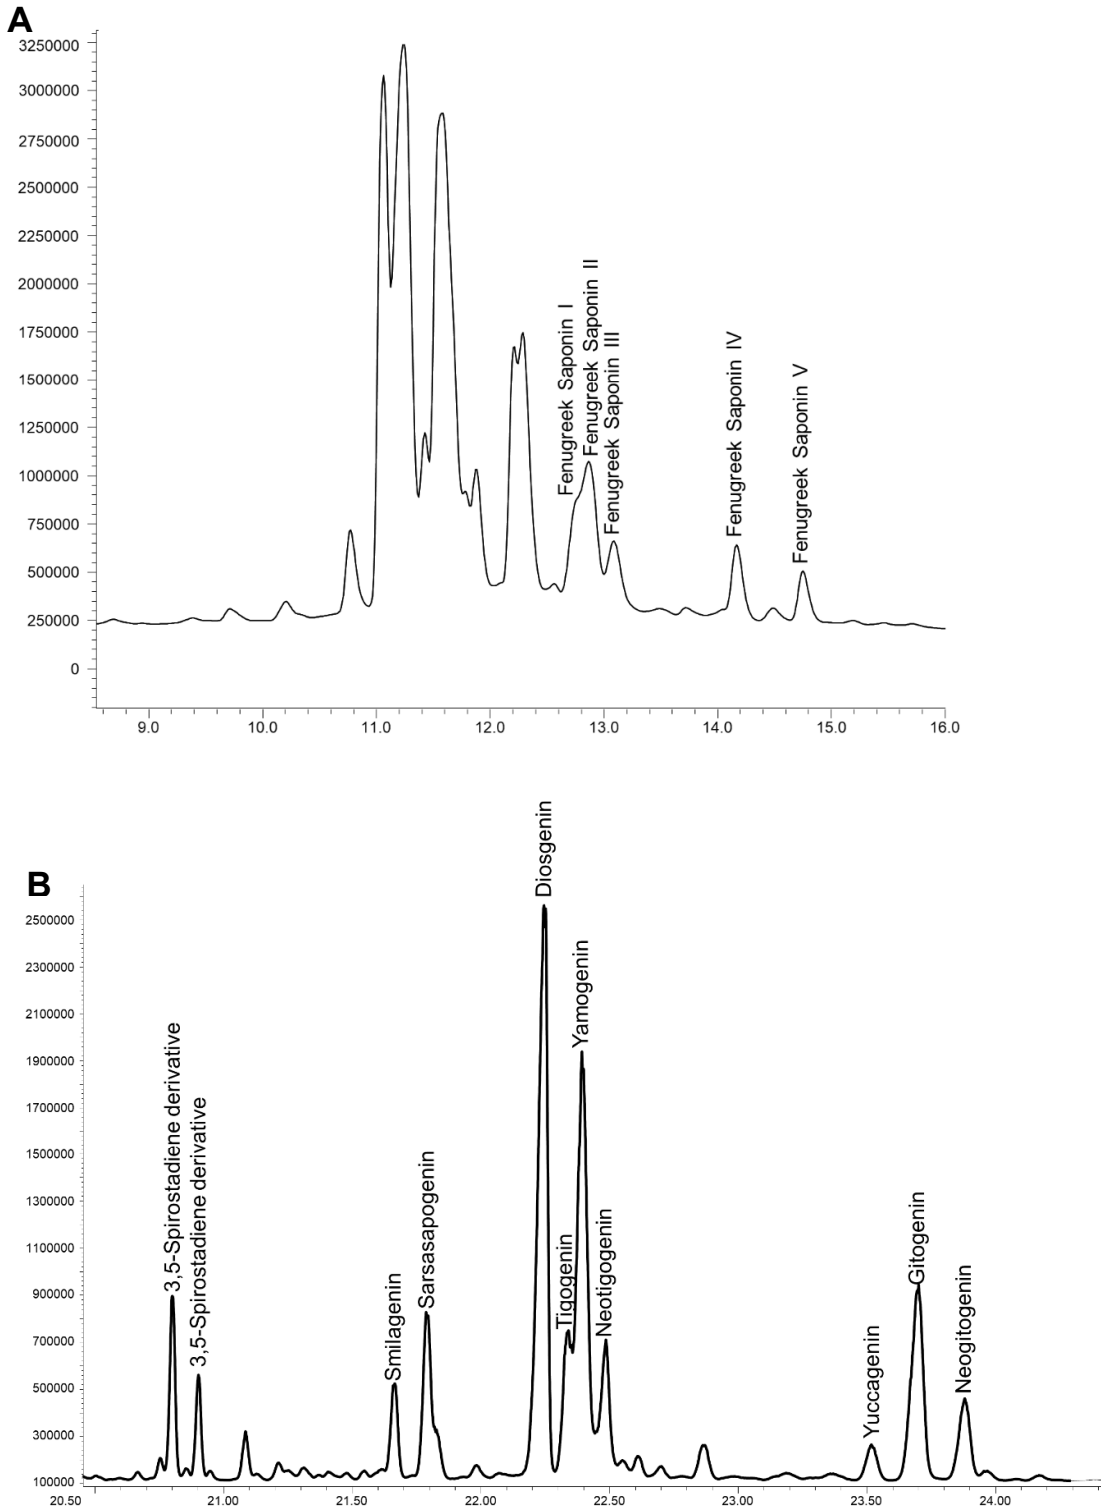 A
3250000
3000000
2750000
2500000
2250000
2000000
1750000
1500000
1250000
1000000
750000
500000
250000
0
Fenugreek Saponin I
Fenugreek Saponin II
Fenugreek Saponin III
Fenugreek Saponin IV
Fenugreek Saponin V
9.0 10.0 11.0 12.0 13.0 14.0 15.0 16.0
B
2500000
2300000
2100000
1900000
1700000
1500000
1300000
1100000
900000
700000
500000
300000
100000
3,5-Spirostadiene derivative
3,5-Spirostadiene derivative
Smilagenin
Sarsasapogenin
Diosgenin
Tigogenin
Yamogenin
Neotigogenin
Yuccagenin
Gitogenin
Neogitogenin
20.50 21.00 21.50 22.00 22.50 23.00 23.50 24.00